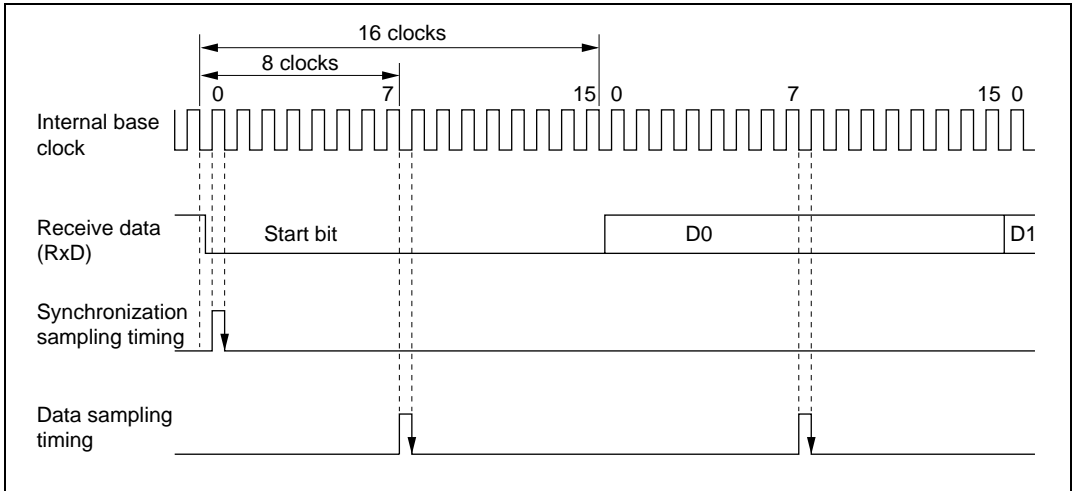 16 clocks
8 clocks
0 7 15 0 7 15 0
Internal base
clock
Receive data
(RxD)
Start bit D0 D1
Synchronization
sampling timing
Data sampling
timing